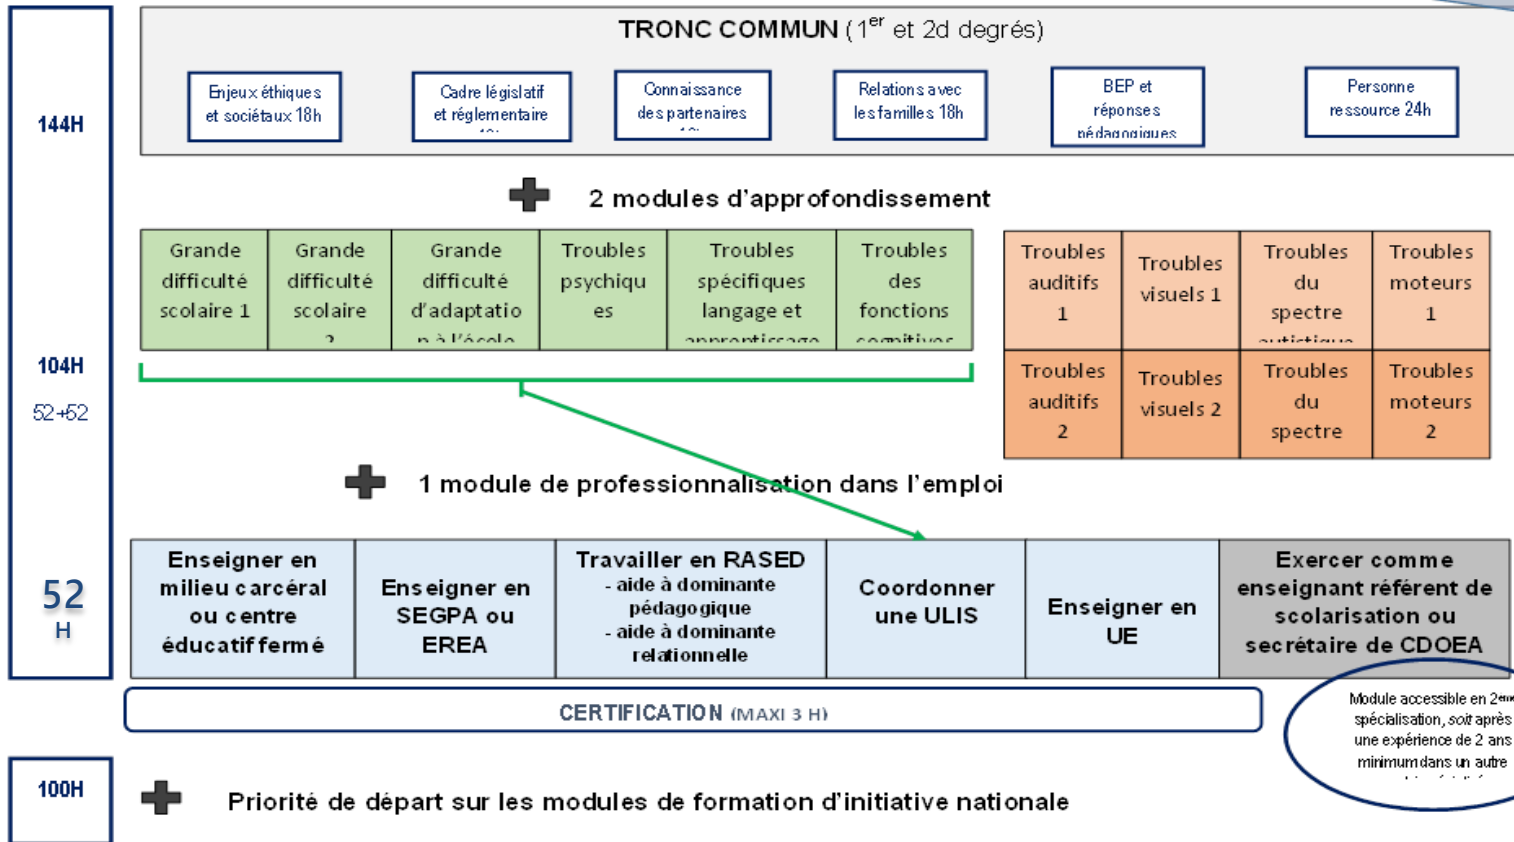 TRONC COMMUN (1er et 2d degrés)
144H
Enjeux éthiques
et sociétaux 18h
Cadre législatif
et réglementaire
Connaissance
des partenaires
Relations avec
les familles 18h
BEP et
réponses
pédagogiques
Personne
ressource 24h
2 modules d'approfondissement
104H
52+52
Grande
difficulté
scolaire 1
Grande
difficulté
scolaire
2
Grande
difficulté
d'adaptatio
n à l'école
Troubles
psychiqu
es
Troubles
spécifiques
langage et
apprentissage
Troubles
des
fonctions
cognitives
Troubles
auditifs
1
Troubles
visuels 1
Troubles
du
spectre
autistique
Troubles
moteurs
1
Troubles
auditifs
2
Troubles
visuels 2
Troubles
du
spectre
Troubles
moteurs
2
1 module de professionnalisation dans l'emploi
52
H
Enseigner en
milieu carcéral
ou centre
éducatif fermé
Enseigner en
SEGPA ou
EREA
Travailler en RASED
- aide à dominante
pédagogique
- aide à dominante
relationnelle
Coordonner
une ULIS
Enseigner en
UE
Exercer comme
enseignant référent de
scolarisation ou
secrétaire de CDOEA
CERTIFICATION (MAXI 3 H)
Module accessible en 2ème
spécialisation, soit après
une expérience de 2 ans
minimum dans un autre
100H
Priorité de départ sur les modules de formation d'initiative nationale